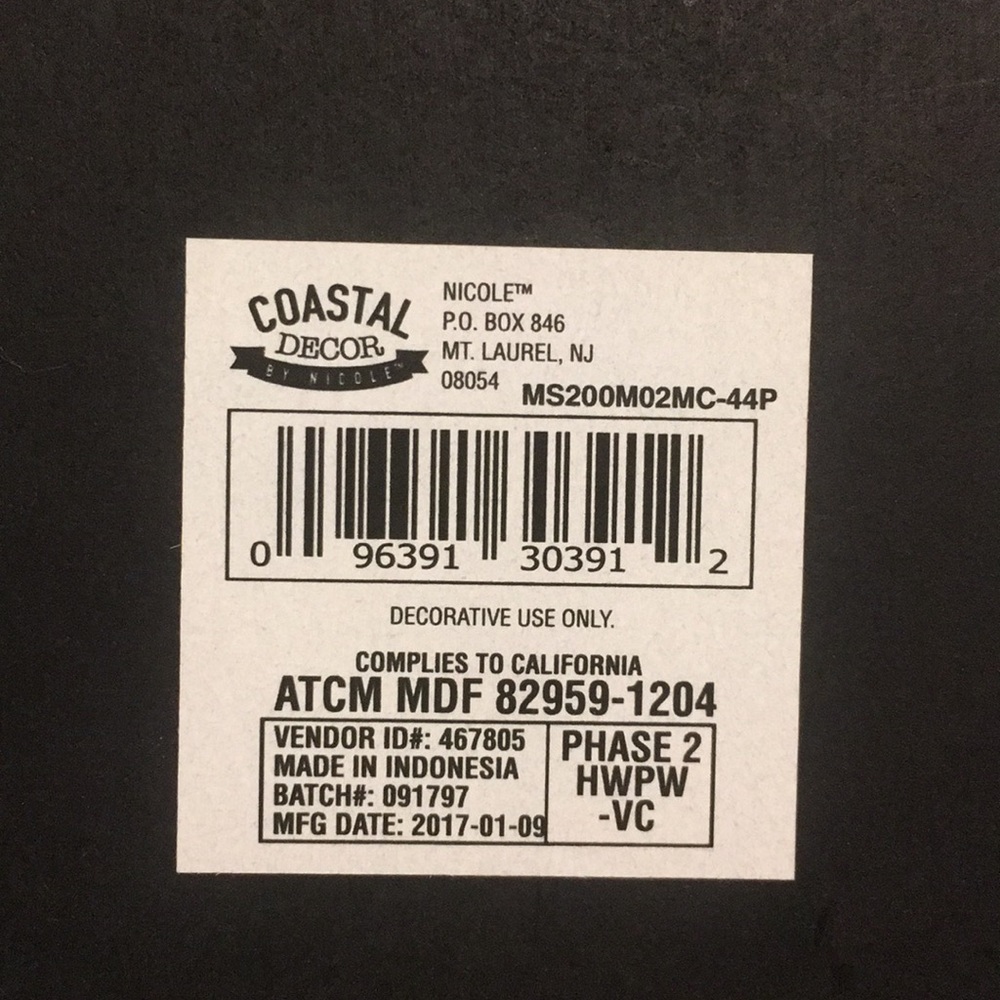 COASTAL
DECOR
BY NICOLE™
NICOLE™
P.O. BOX 846
MT. LAUREL, NJ
08054
MS200M02MC-44P
0 96391 30391 2
DECORATIVE USE ONLY.
COMPLIES TO CALIFORNIA
ATCM MDF 82959-1204
VENDOR ID#: 467805
MADE IN INDONESIA
BATCH#: 091797
MFG DATE: 2017-01-09
PHASE 2
HWPW
-VC